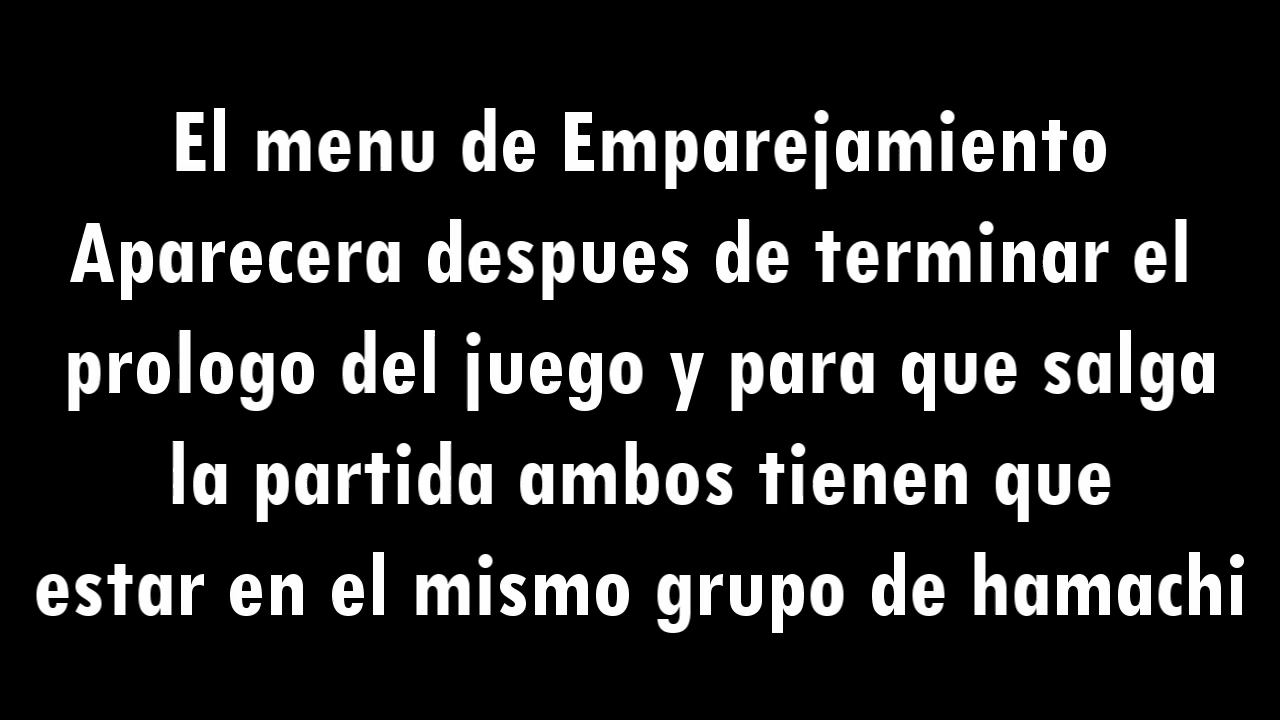 El menu de Emparejamiento
Aparecera despues de terminar el
prologo del juego y para que salga
la partida ambos tienen que
estar en el mismo grupo de hamachi